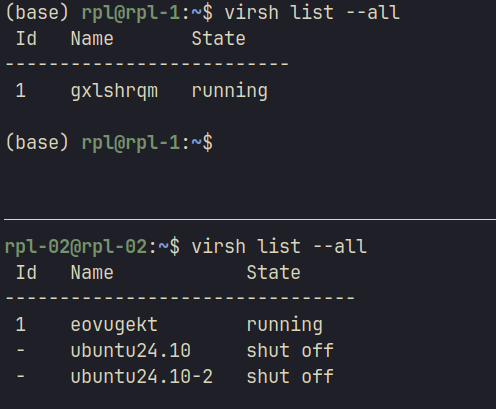 (base) rpl@rpl-1:~$ virsh list --all
 Id   Name       State
--------------------------
 1    gxlshrqm   running
(base) rpl@rpl-1:~$
rpl-02@rpl-02:~$ virsh list --all
 Id   Name            State
--------------------------------
 1    eovugekt        running
 -    ubuntu24.10     shut off
 -    ubuntu24.10-2   shut off